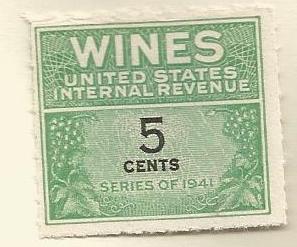 WINES
UNITED STATES
INTERNAL REVENUE
5
CENTS
SERIES OF 1941